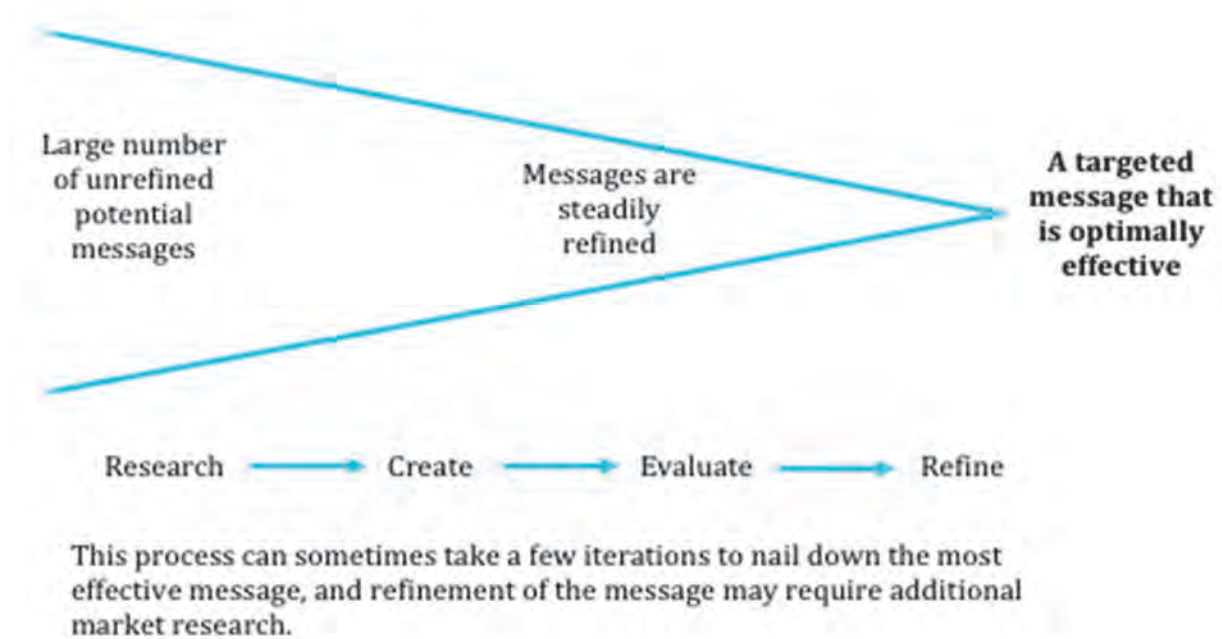 Large number
of unrefined
potential
messages
Messages are
steadily
refined
A targeted
message that
is optimally
effective
Research Create Evaluate Refine
This process can sometimes take a few iterations to nail down the most
effective message, and refinement of the message may require additional
market research.